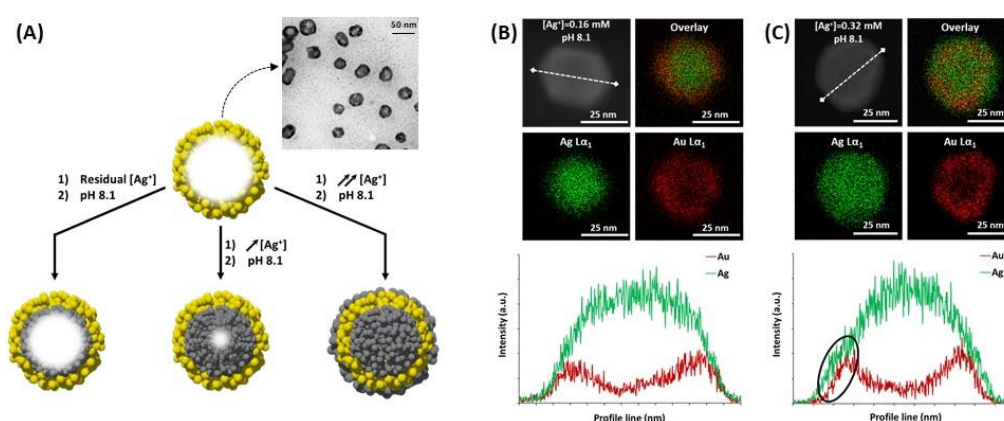 (A)
50 nm
1) Residual [Ag⁺]
2) pH 8.1
1) ↗[Ag⁺]
2) pH 8.1
1) ↗↗[Ag⁺]
2) pH 8.1
(B)
[Ag⁺]=0.16 mM
pH 8.1
25 nm
Overlay
25 nm
Ag Lα₁
25 nm
Au Lα₁
25 nm
Au
Ag
Intensity (a.u.)
Profile line (nm)
(C)
[Ag⁺]=0.32 mM
pH 8.1
25 nm
Overlay
25 nm
Ag Lα₁
25 nm
Au Lα₁
25 nm
Au
Ag
Intensity (a.u.)
Profile line (nm)